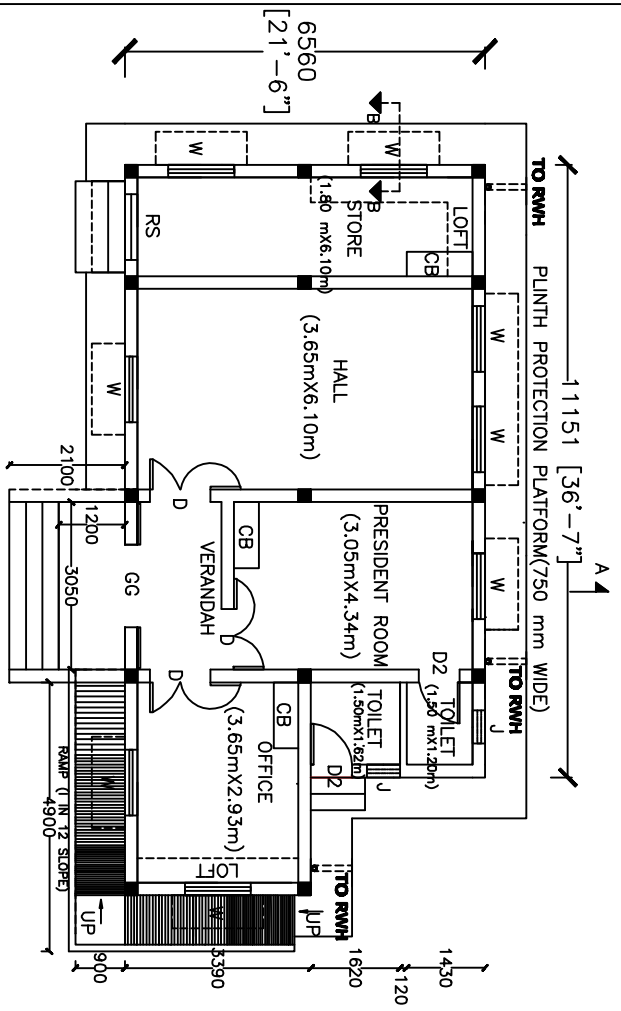 6560
[21'-6"]
11151 [36'-7"]
TO RWH
PLINTH PROTECTION PLATFORM(750 mm WIDE)
TO RWH
A
B
B
W
W
W
W
W
W
LOFT
CB
STORE
(1.80 mX6.10m)
RS
HALL
(3.65mX6.10m)
PRESIDENT ROOM
(3.05mX4.34m)
CB
D2
TOILET
(1.50 mX1.20m)
J
TOILET
(1.50mX1.62m)
J
D2
D
VERANDAH
D
D
GG
CB
OFFICE
(3.65mX2.93m)
LOFT
TO RWH
W
W
UP
UP
RAMP (I IN 12 SLOPE)
2100
1200
3050
4900
900
3390
1620
120
1430